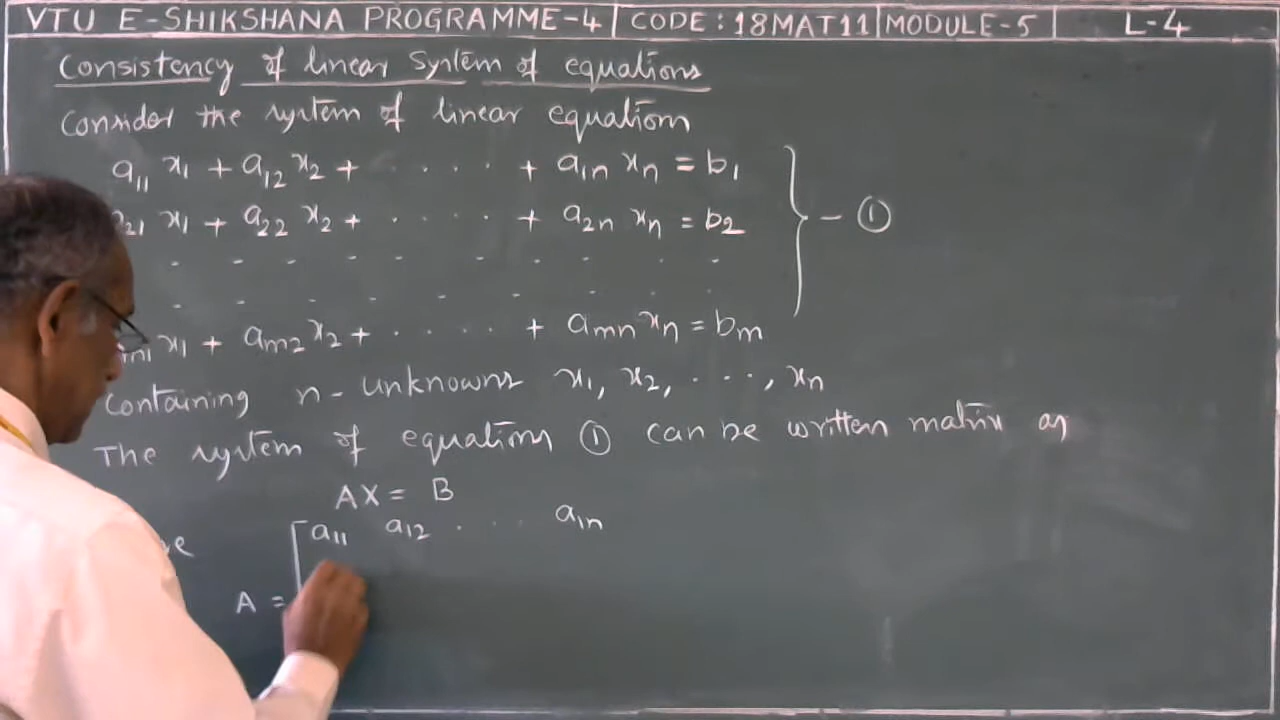 VTU E-SHIKSHANA PROGRAMME-4 | CODE: 18MAT11 | MODULE-5 | L-4
Consistency of linear System of equations
Consider the system of linear equations
a11 x1 + a12 x2 + . . . . + a1n xn = b1
21 x1 + a22 x2 + . . . . . + a2n xn = b2 } - ①
- - - - - - - - - -
- - - - - - - - -
m1 x1 + am2 x2 + . . . . . + amn xn = bm
Containing n-unknowns x1, x2, . . . , xn
The system of equations ① can be written matrix as
AX = B
a11 a12 . . . a1n
A =